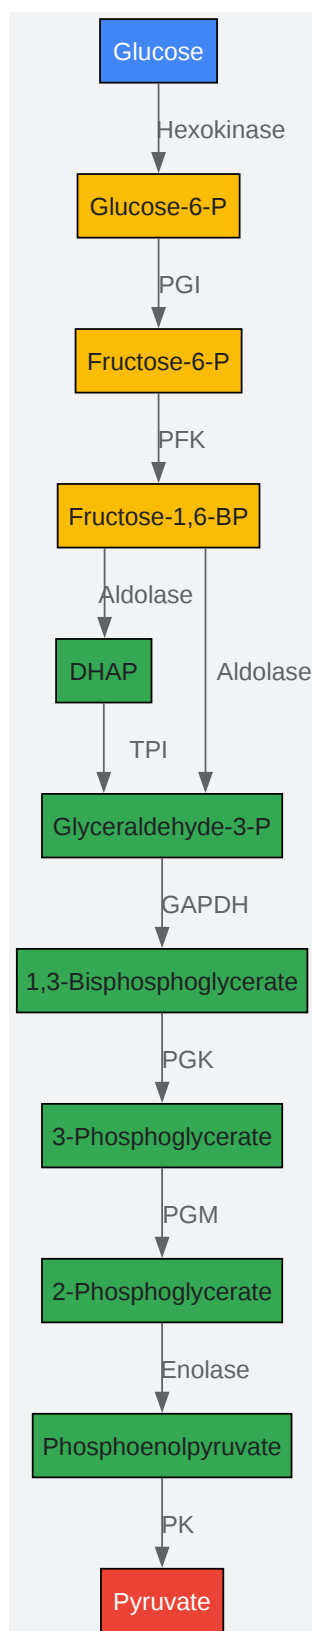 Glucose
Hexokinase
Glucose-6-P
PGI
Fructose-6-P
PFK
Fructose-1,6-BP
Aldolase
DHAP
Aldolase
TPI
Glyceraldehyde-3-P
GAPDH
1,3-Bisphosphoglycerate
PGK
3-Phosphoglycerate
PGM
2-Phosphoglycerate
Enolase
Phosphoenolpyruvate
PK
Pyruvate